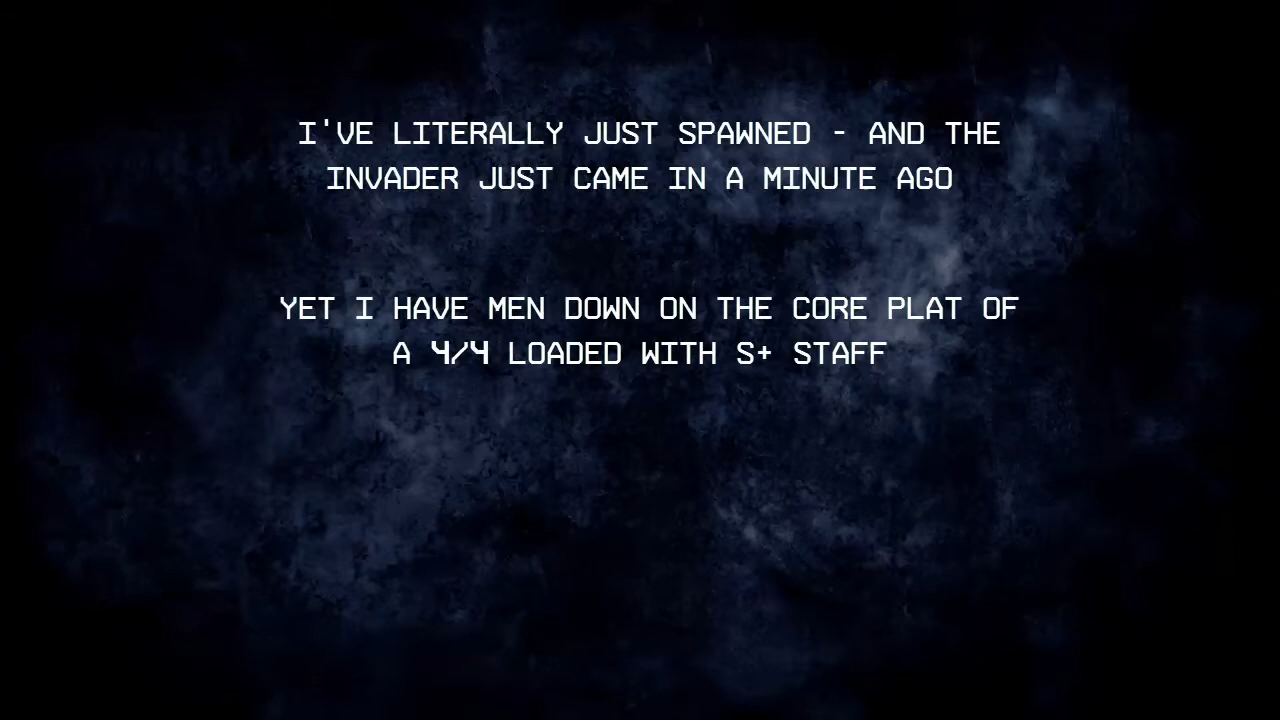 I'VE LITERALLY JUST SPAWNED - AND THE
INVADER JUST CAME IN A MINUTE AGO
YET I HAVE MEN DOWN ON THE CORE PLAT OF
A 4/4 LOADED WITH S+ STAFF